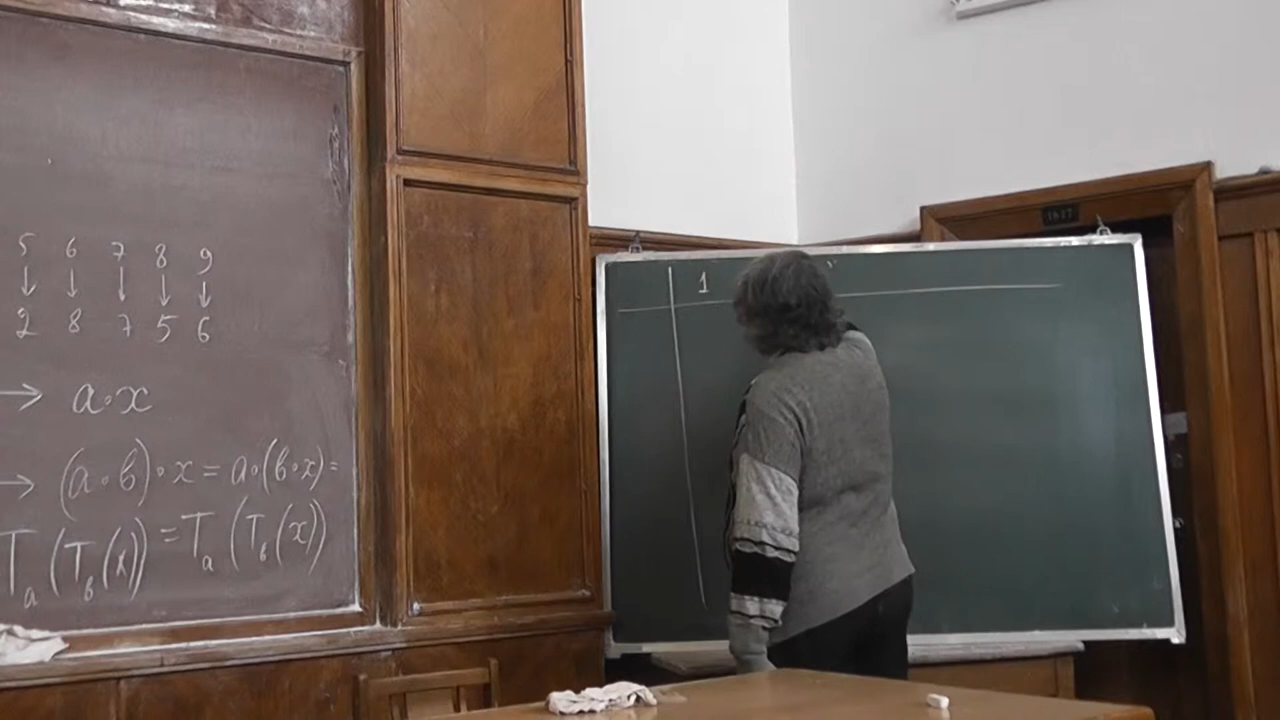 5 6 7 8 9
↓ ↓ ↓ ↓ ↓
2 8 7 5 6
→ a∘x
→ (a∘b)∘x = a∘(b∘x) =
T_a(T_b(x)) = T_a(T_b(x))
1